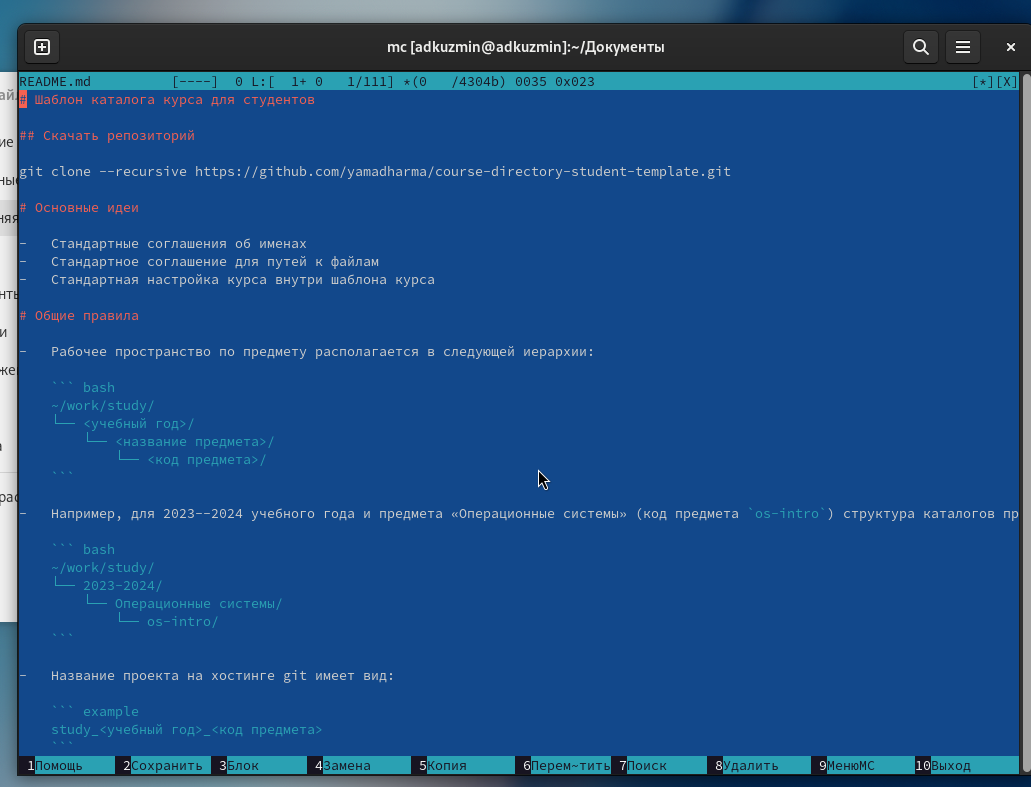 mc [adkuzmin@adkuzmin]:~/Документы
README.md [----] 0 L:[ 1+ 0 1/111] *(0 /4304b) 0035 0x023 [*][X]
# Шаблон каталога курса для студентов
## Скачать репозиторий
git clone --recursive https://github.com/yamadharma/course-directory-student-template.git
# Основные идеи
- Стандартные соглашения об именах
- Стандартное соглашение для путей к файлам
- Стандартная настройка курса внутри шаблона курса
# Общие правила
- Рабочее пространство по предмету располагается в следующей иерархии:
``` bash
~/work/study/
└── <учебный год>/
└── <название предмета>/
└── <код предмета>/
```
- Например, для 2023--2024 учебного года и предмета «Операционные системы» (код предмета `os-intro`) структура каталогов пр
``` bash
~/work/study/
└── 2023-2024/
└── Операционные системы/
└── os-intro/
```
- Название проекта на хостинге git имеет вид:
``` example
study_<учебный год>_<код предмета>
```
1Помощь 2Сохранить 3Блок 4Замена 5Копия 6Перем~тить 7Поиск 8Удалить 9МенюMC 10Выход